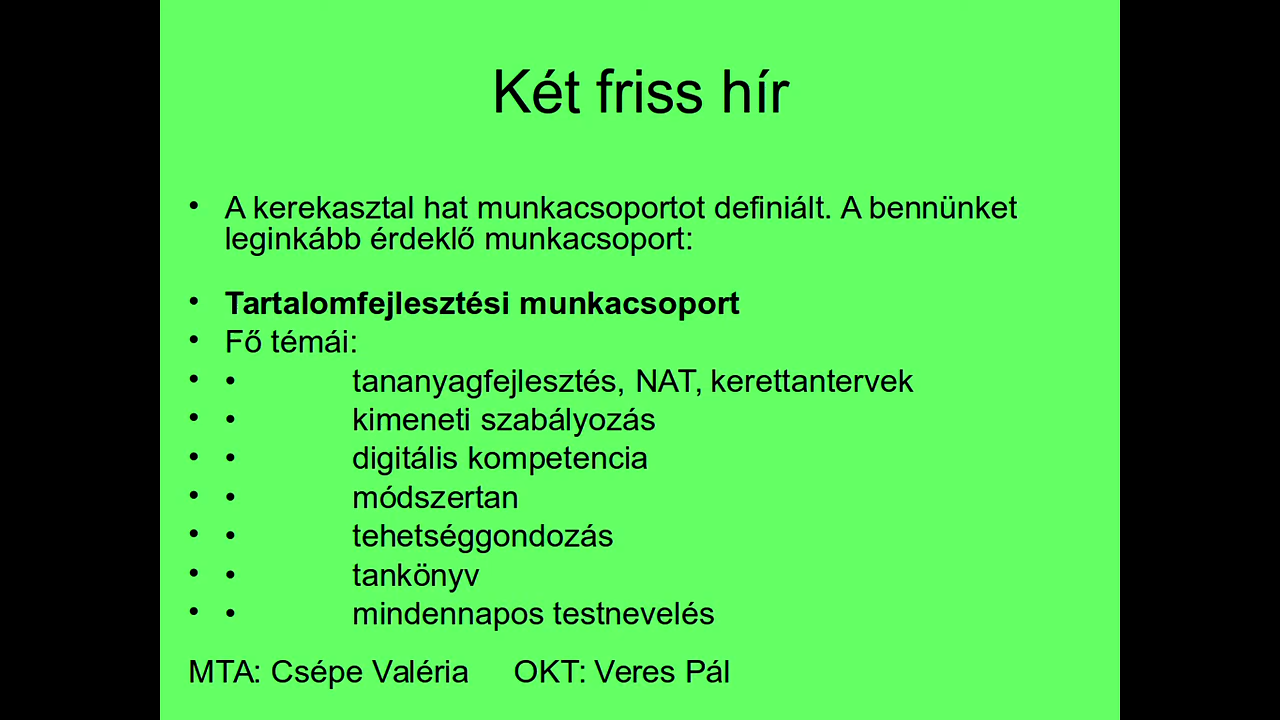 Két friss hír
• A kerekasztal hat munkacsoportot definiált. A bennünket
leginkább érdeklő munkacsoport:
• Tartalomfejlesztési munkacsoport
• Fő témái:
• • tananyagfejlesztés, NAT, kerettantervek
• • kimeneti szabályozás
• • digitális kompetencia
• • módszertan
• • tehetséggondozás
• • tankönyv
• • mindennapos testnevelés
MTA: Csépe Valéria OKT: Veres Pál